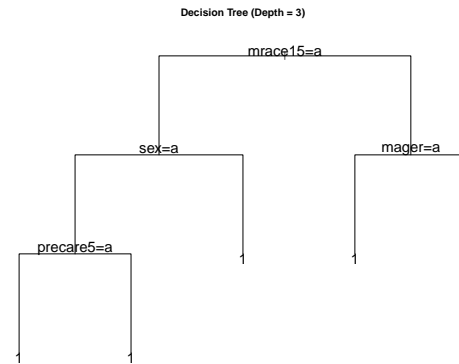 Decision Tree (Depth = 3)
mrace15=a
sex=a
mager=a
precare5=a
1
1
1
1